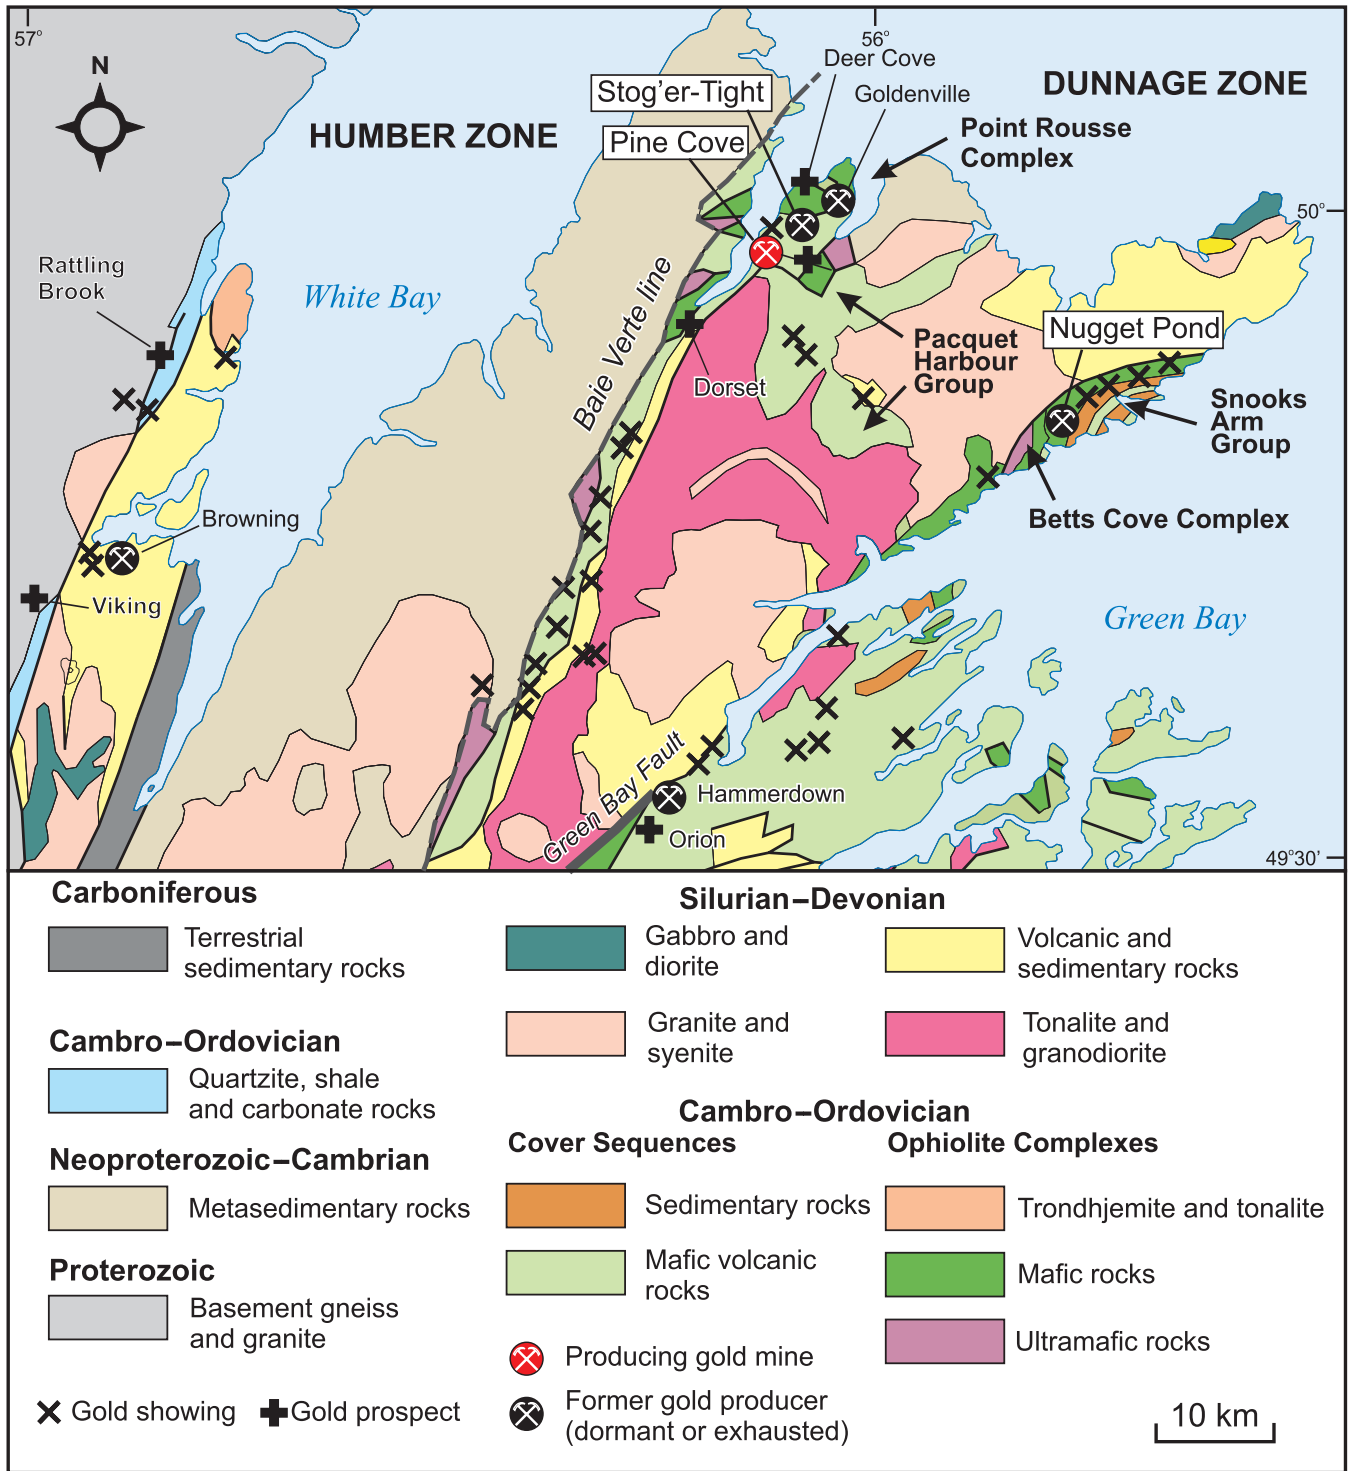 57°
56°
N
Deer Cove
DUNNAGE ZONE
Stog'er-Tight
Goldenville
HUMBER ZONE
Point Rousse
Complex
Pine Cove
50°
Rattling
Brook
White Bay
Baie Verte line
Nugget Pond
Pacquet
Harbour
Group
Dorset
Snooks
Arm
Group
Browning
Betts Cove Complex
Viking
Green Bay
Green Bay Fault
Hammerdown
Orion
49°30'
Carboniferous
Terrestrial
sedimentary rocks
Cambro–Ordovician
Quartzite, shale
and carbonate rocks
Neoproterozoic–Cambrian
Metasedimentary rocks
Proterozoic
Basement gneiss
and granite
Silurian–Devonian
Gabbro and
diorite
Volcanic and
sedimentary rocks
Granite and
syenite
Tonalite and
granodiorite
Cambro–Ordovician
Cover Sequences
Sedimentary rocks
Mafic volcanic
rocks
Ophiolite Complexes
Trondhjemite and tonalite
Mafic rocks
Ultramafic rocks
Producing gold mine
Former gold producer
(dormant or exhausted)
Gold showing
Gold prospect
10 km